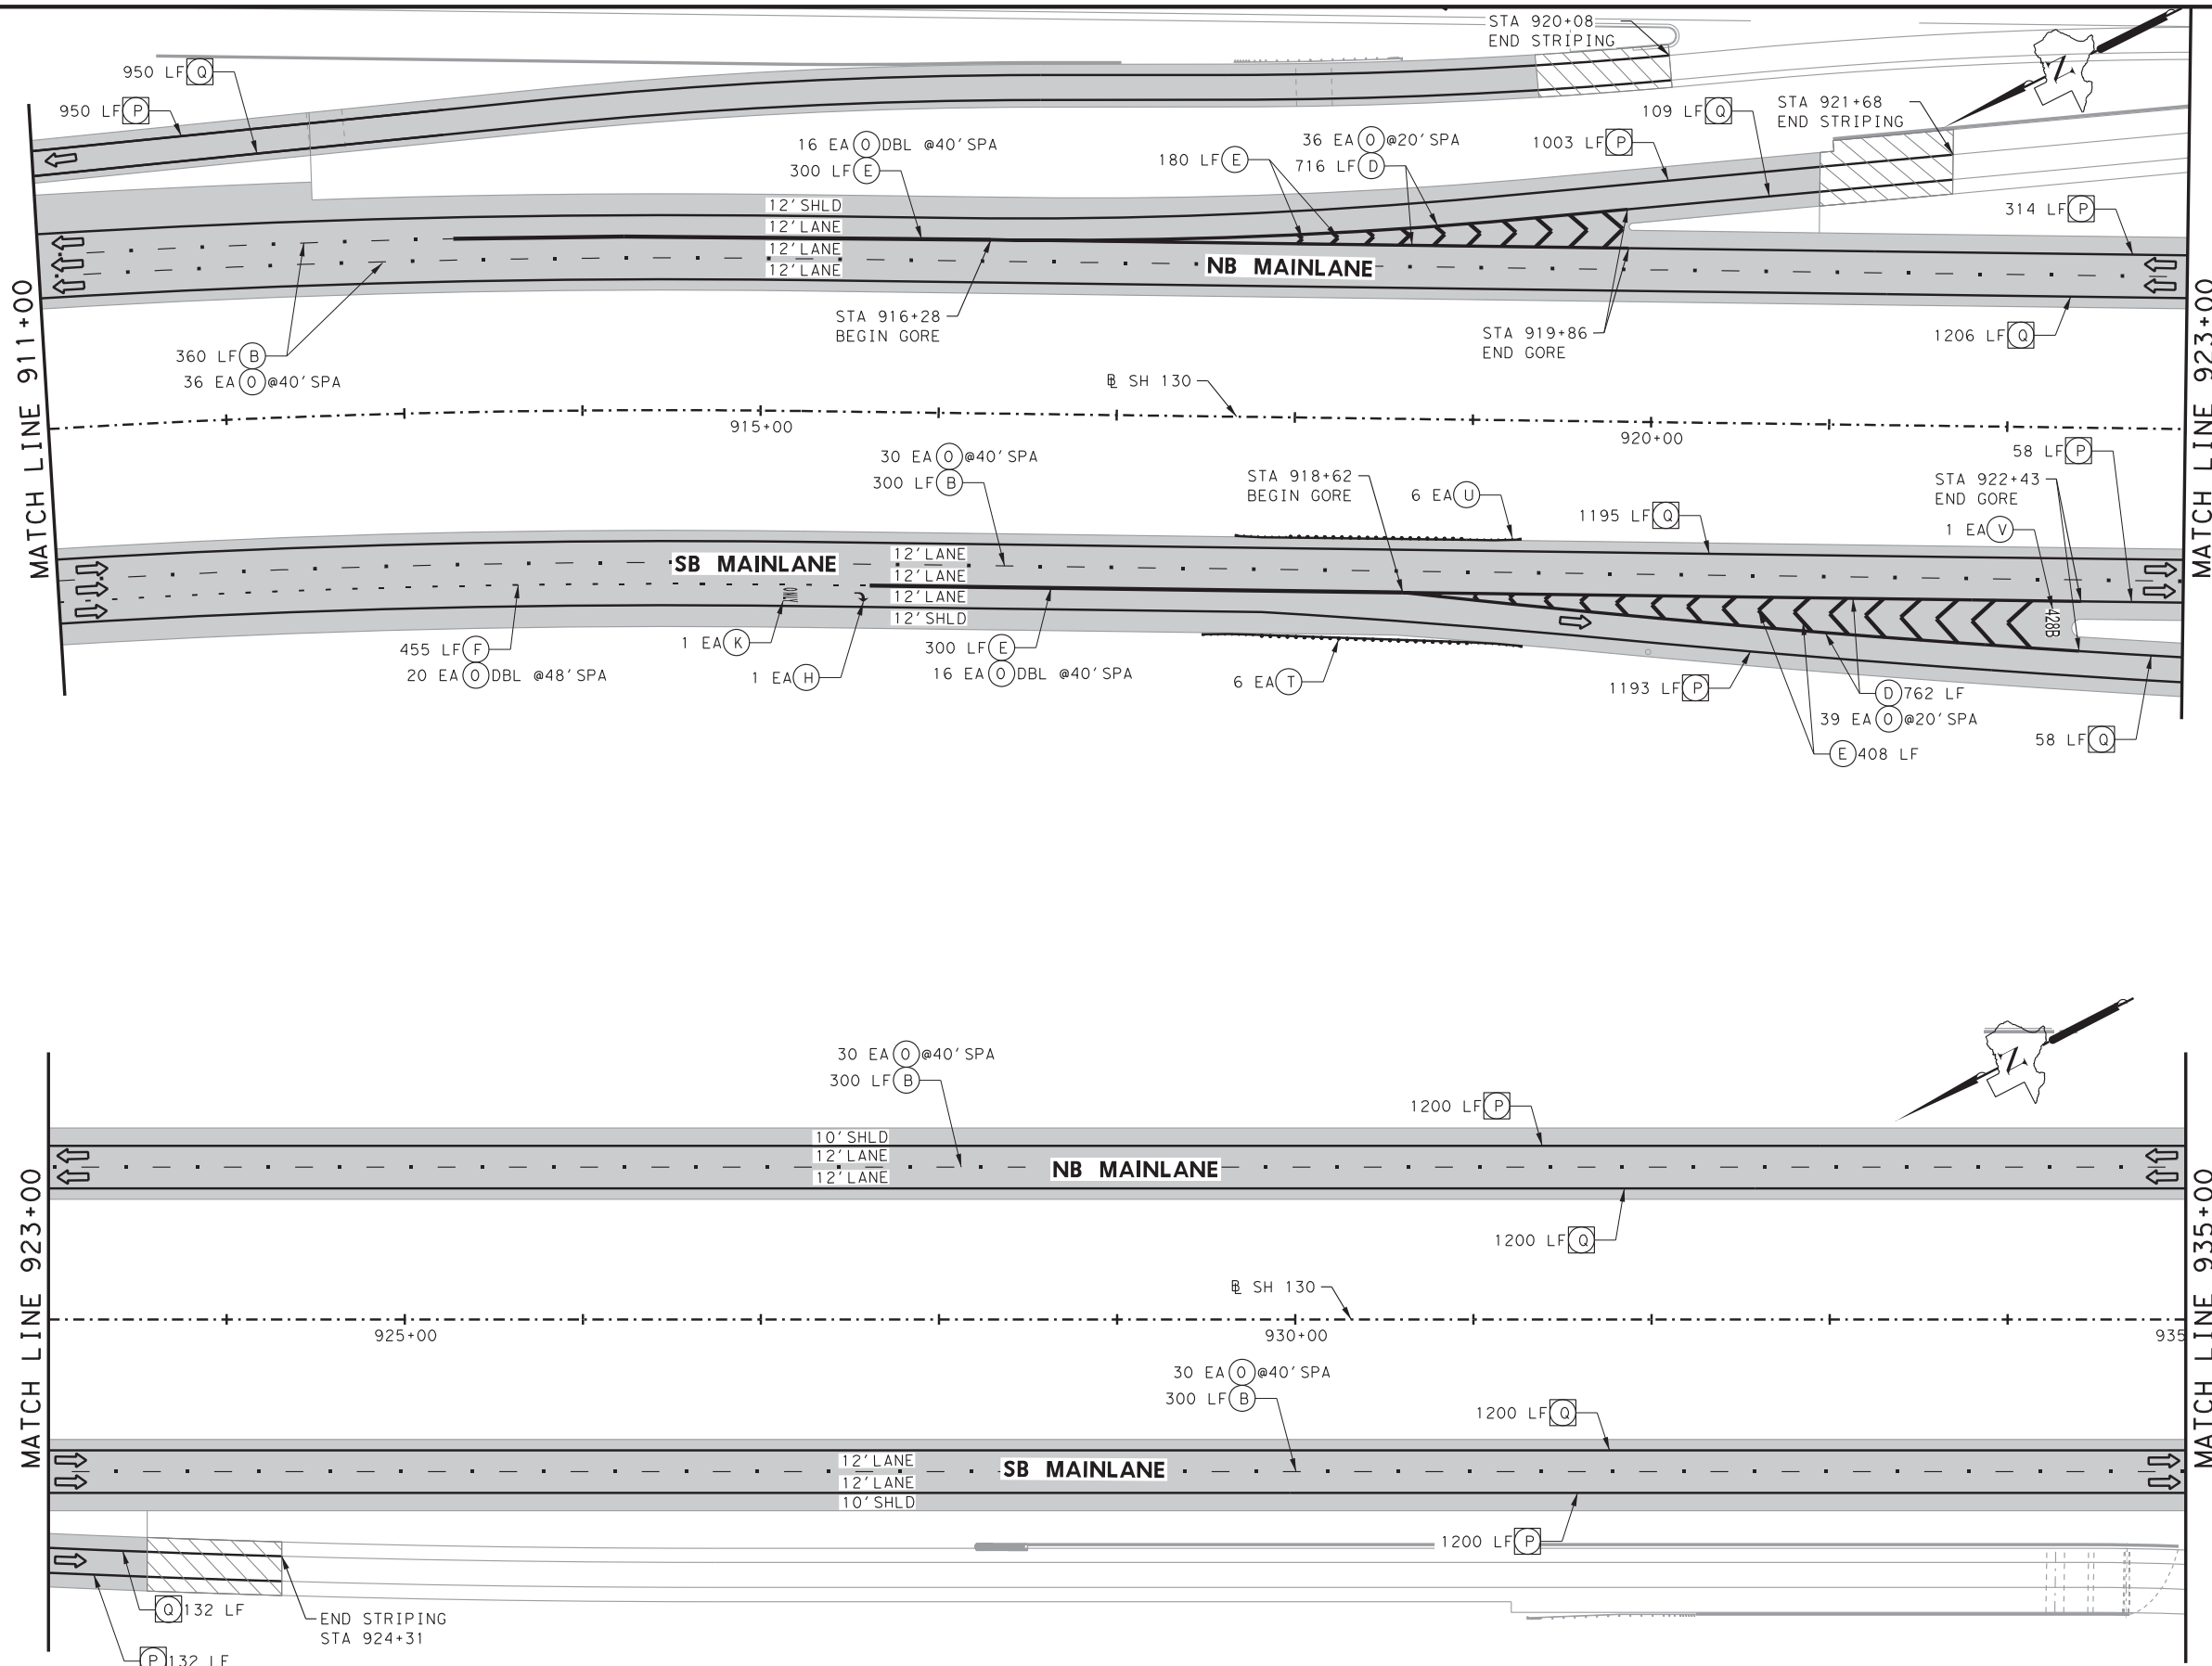 STA 920+08
END STRIPING
950 LF Q
950 LF P
109 LF Q
STA 921+68
END STRIPING
16 EA O DBL @40'SPA
300 LF E
36 EA O @20'SPA
716 LF D
180 LF E
1003 LF P
314 LF P
12'SHLD
12'LANE
12'LANE
12'LANE
NB MAINLANE
STA 916+28
BEGIN GORE
STA 919+86
END GORE
1206 LF Q
360 LF B
36 EA O @40'SPA
MATCH LINE 911+00
MATCH LINE 923+00
B SH 130
915+00
920+00
30 EA O @40'SPA
300 LF B
STA 918+62
BEGIN GORE
6 EA U
1195 LF Q
58 LF P
STA 922+43
END GORE
1 EA V
SB MAINLANE
12'LANE
12'LANE
12'LANE
12'SHLD
ONLY
428B
455 LF F
20 EA O DBL @48'SPA
1 EA K
1 EA H
300 LF E
16 EA O DBL @40'SPA
6 EA T
1193 LF P
D 762 LF
39 EA O @20'SPA
E 408 LF
58 LF Q
N
30 EA O @40'SPA
300 LF B
1200 LF P
10'SHLD
12'LANE
12'LANE
NB MAINLANE
1200 LF Q
MATCH LINE 923+00
MATCH LINE 935+00
B SH 130
925+00
930+00
935
30 EA O @40'SPA
300 LF B
1200 LF Q
12'LANE
12'LANE
10'SHLD
SB MAINLANE
1200 LF P
Q 132 LF
END STRIPING
STA 924+31
P 132 LF